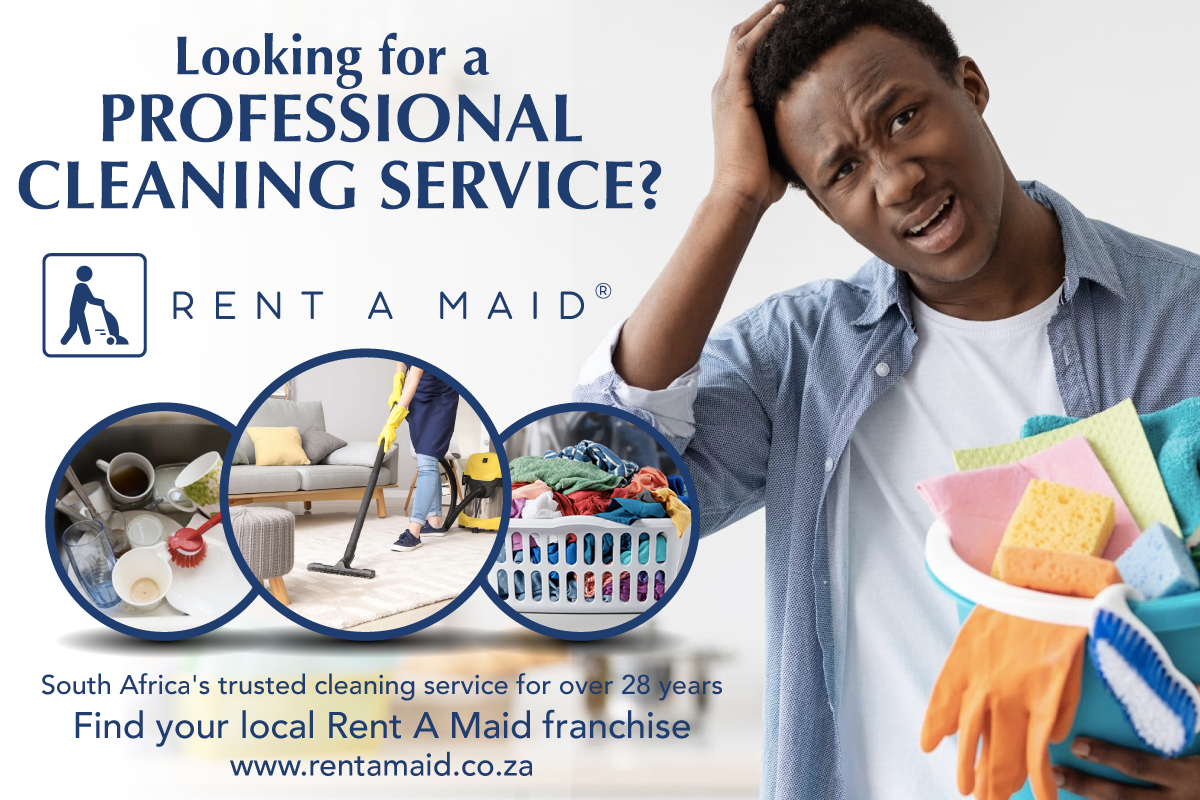 Looking for a
PROFESSIONAL
CLEANING SERVICE?
RENT A MAID®
South Africa's trusted cleaning service for over 28 years
Find your local Rent A Maid franchise
www.rentamaid.co.za